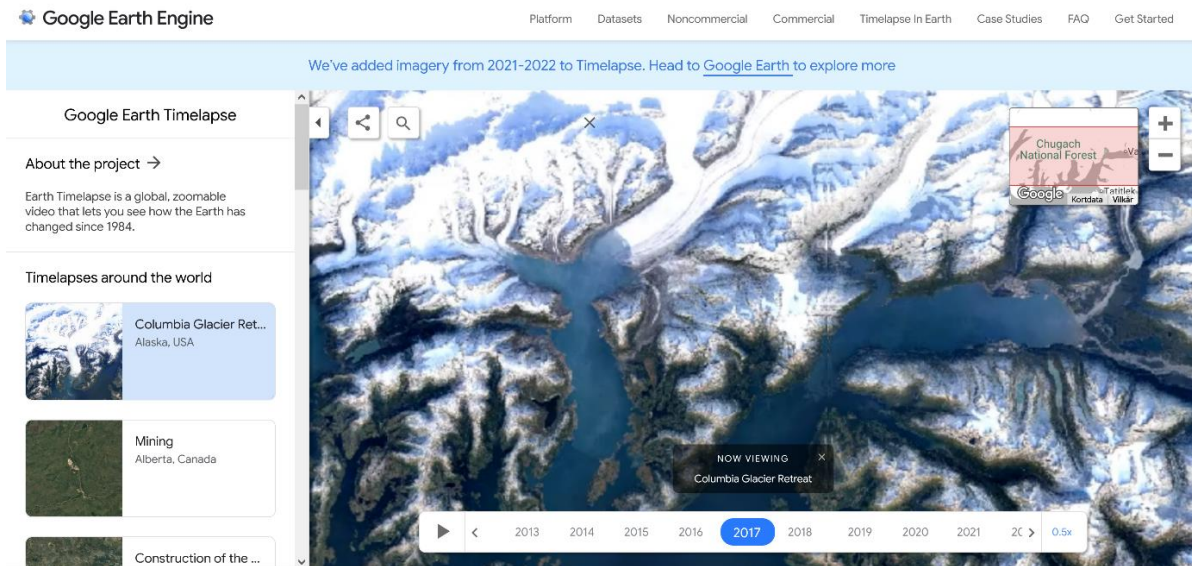 Google Earth Engine
Platform Datasets Noncommercial Commercial Timelapse In Earth Case Studies FAQ Get Started
We've added imagery from 2021-2022 to Timelapse. Head to Google Earth to explore more
Google Earth Timelapse
About the project →
Earth Timelapse is a global, zoomable
video that lets you see how the Earth has
changed since 1984.
Timelapses around the world
Columbia Glacier Ret...
Alaska, USA
Mining
Alberta, Canada
Construction of the ...
Chugach
National Forest
Va
Tatitlek
Google
Kortdata Vilkår
NOW VIEWING
Columbia Glacier Retreat
2013 2014 2015 2016 2017 2018 2019 2020 2021 0.5x